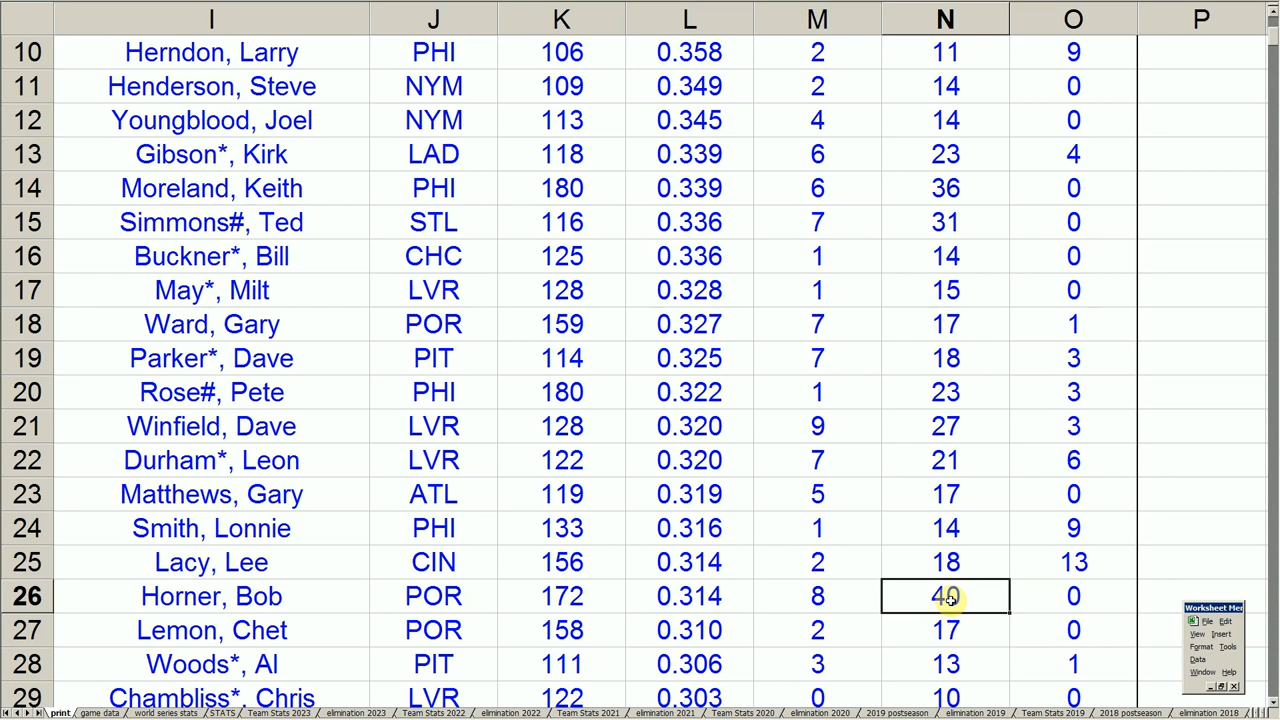 I J K L M N O P
10 Herndon, Larry PHI 106 0.358 2 11 9
11 Henderson, Steve NYM 109 0.349 2 14 0
12 Youngblood, Joel NYM 113 0.345 4 14 0
13 Gibson*, Kirk LAD 118 0.339 6 23 4
14 Moreland, Keith PHI 180 0.339 6 36 0
15 Simmons#, Ted STL 116 0.336 7 31 0
16 Buckner*, Bill CHC 125 0.336 1 14 0
17 May*, Milt LVR 128 0.328 1 15 0
18 Ward, Gary POR 159 0.327 7 17 1
19 Parker*, Dave PIT 114 0.325 7 18 3
20 Rose#, Pete PHI 180 0.322 1 23 3
21 Winfield, Dave LVR 128 0.320 9 27 3
22 Durham*, Leon LVR 122 0.320 7 21 6
23 Matthews, Gary ATL 119 0.319 5 17 0
24 Smith, Lonnie PHI 133 0.316 1 14 9
25 Lacy, Lee CIN 156 0.314 2 18 13
26 Horner, Bob POR 172 0.314 8 40 0
27 Lemon, Chet POR 158 0.310 2 17 0
28 Woods*, Al PIT 111 0.306 3 13 1
29 Chambliss*, Chris LVR 122 0.303 0 10 0
Worksheet Mer
File Edit
View Insert
Format Tools
Data
Window Help
print game data world series stats STATS Team Stats 2023 elimination 2023 Team Stats 2022 elimination 2022 Team Stats 2021 elimination 2021 Team Stats 2020 elimination 2020 2019 postseason elimination 2019 Team Stats 2019 2018 postseason elimination 2018